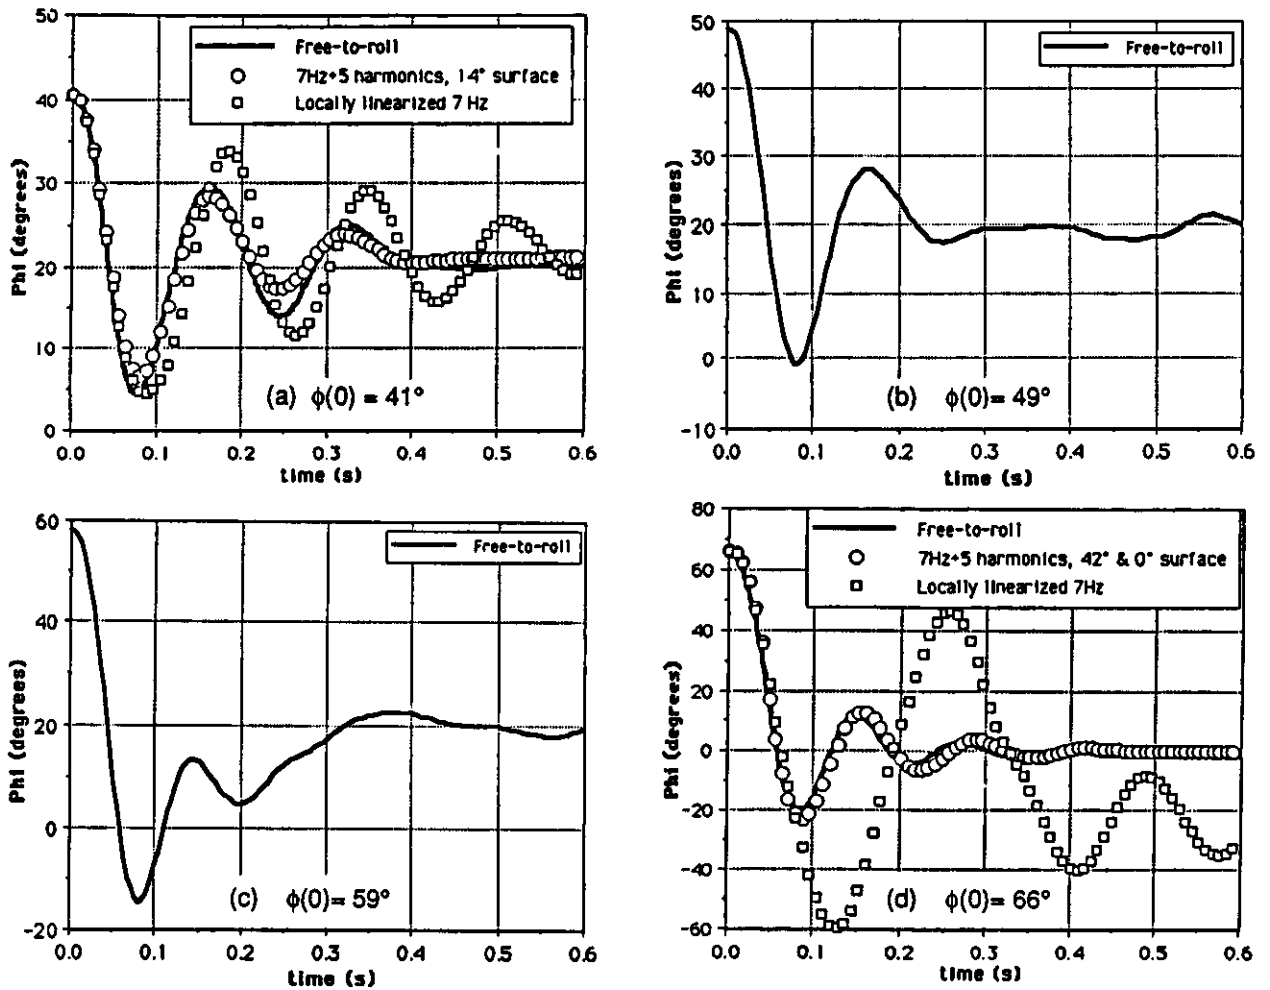 50
40
30
20
10
0
Phi (degrees)
Free-to-roll
7Hz+5 harmonics, 14° surface
Locally linearized 7 Hz
(a) ϕ(0) = 41°
0.0 0.1 0.2 0.3 0.4 0.5 0.6
time (s)
50
40
30
20
10
0
-10
Phi (degrees)
Free-to-roll
(b) ϕ(0)= 49°
0.0 0.1 0.2 0.3 0.4 0.5 0.6
time (s)
60
40
20
0
-20
Phi (degrees)
Free-to-roll
(c) ϕ(0)= 59°
0.0 0.1 0.2 0.3 0.4 0.5 0.6
time (s)
80
60
40
20
0
-20
-40
-60
Phi (degrees)
Free-to-roll
7Hz+5 harmonics, 42° & 0° surface
Locally linearized 7Hz
(d) ϕ(0)= 66°
0.0 0.1 0.2 0.3 0.4 0.5 0.6
time (s)